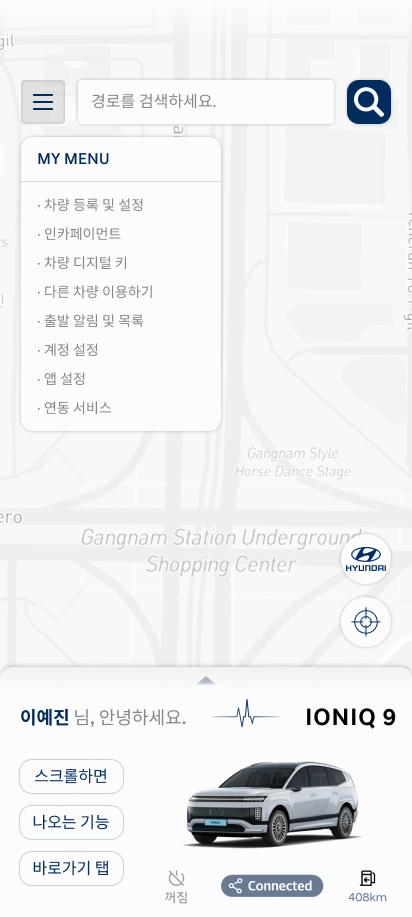 gil
경로를 검색하세요.
ai
MY MENU
· 차량 등록 및 설정
· 인카페이먼트
· 차량 디지털 키
· 다른 차량 이용하기
· 출발 알림 및 목록
· 계정 설정
· 앱 설정
· 연동 서비스
Gangnam Style
Horse Dance Stage
ero
Gangnam Station Underground
Shopping Center
HYUNDAI
이예진 님, 안녕하세요.
IONIQ 9
스크롤하면
나오는 기능
바로가기 탭
꺼짐
Connected
408km